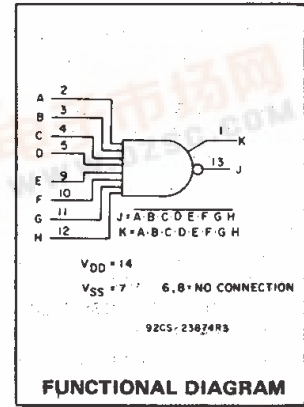 A 2
B 3
C 4
D 5
E 9
F 10
G 11
H 12
1 K
13 J
J=A·B·C·D·E·F·G·H
K=A·B·C·D·E·F·G·H
VDD = 14
VSS = 7 6,8= NO CONNECTION
92CS-23874R3
FUNCTIONAL DIAGRAM